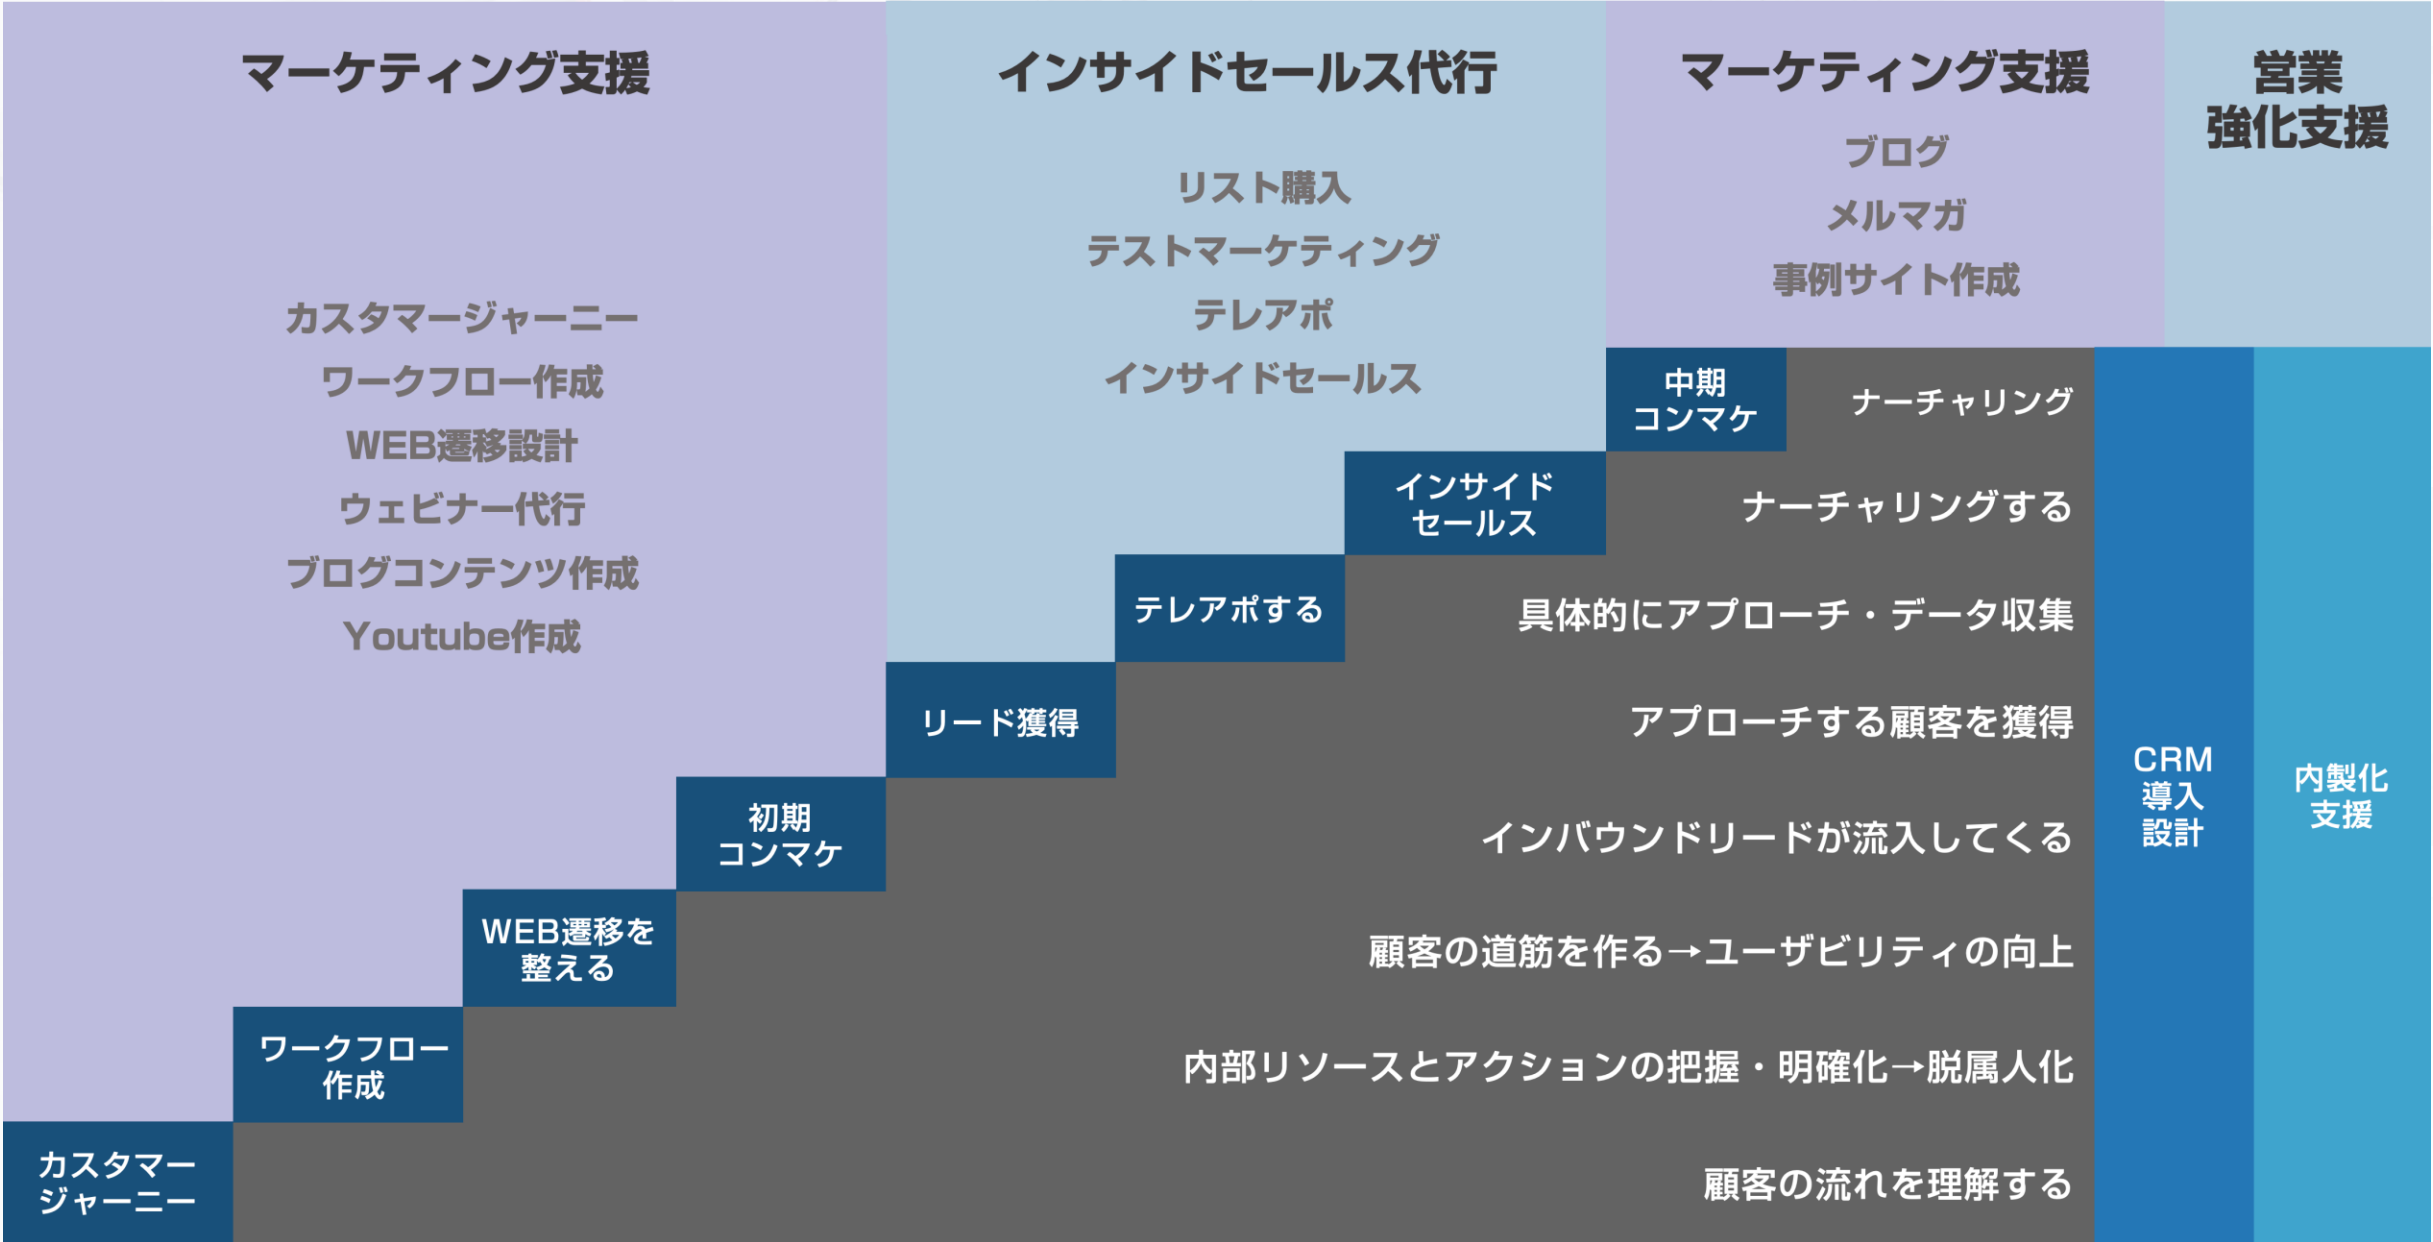 マーケティング支援
カスタマージャーニー
ワークフロー作成
WEB遷移設計
ウェビナー代行
ブログコンテンツ作成
Youtube作成
インサイドセールス代行
リスト購入
テストマーケティング
テレアポ
インサイドセールス
マーケティング支援
ブログ
メルマガ
事例サイト作成
営業
強化支援
中期
コンマケ
ナーチャリング
インサイド
セールス
ナーチャリングする
テレアポする
具体的にアプローチ・データ収集
リード獲得
アプローチする顧客を獲得
初期
コンマケ
インバウンドリードが流入してくる
WEB遷移を
整える
顧客の道筋を作る→ユーザビリティの向上
ワークフロー
作成
内部リソースとアクションの把握・明確化→脱属人化
カスタマー
ジャーニー
顧客の流れを理解する
CRM
導入
設計
内製化
支援